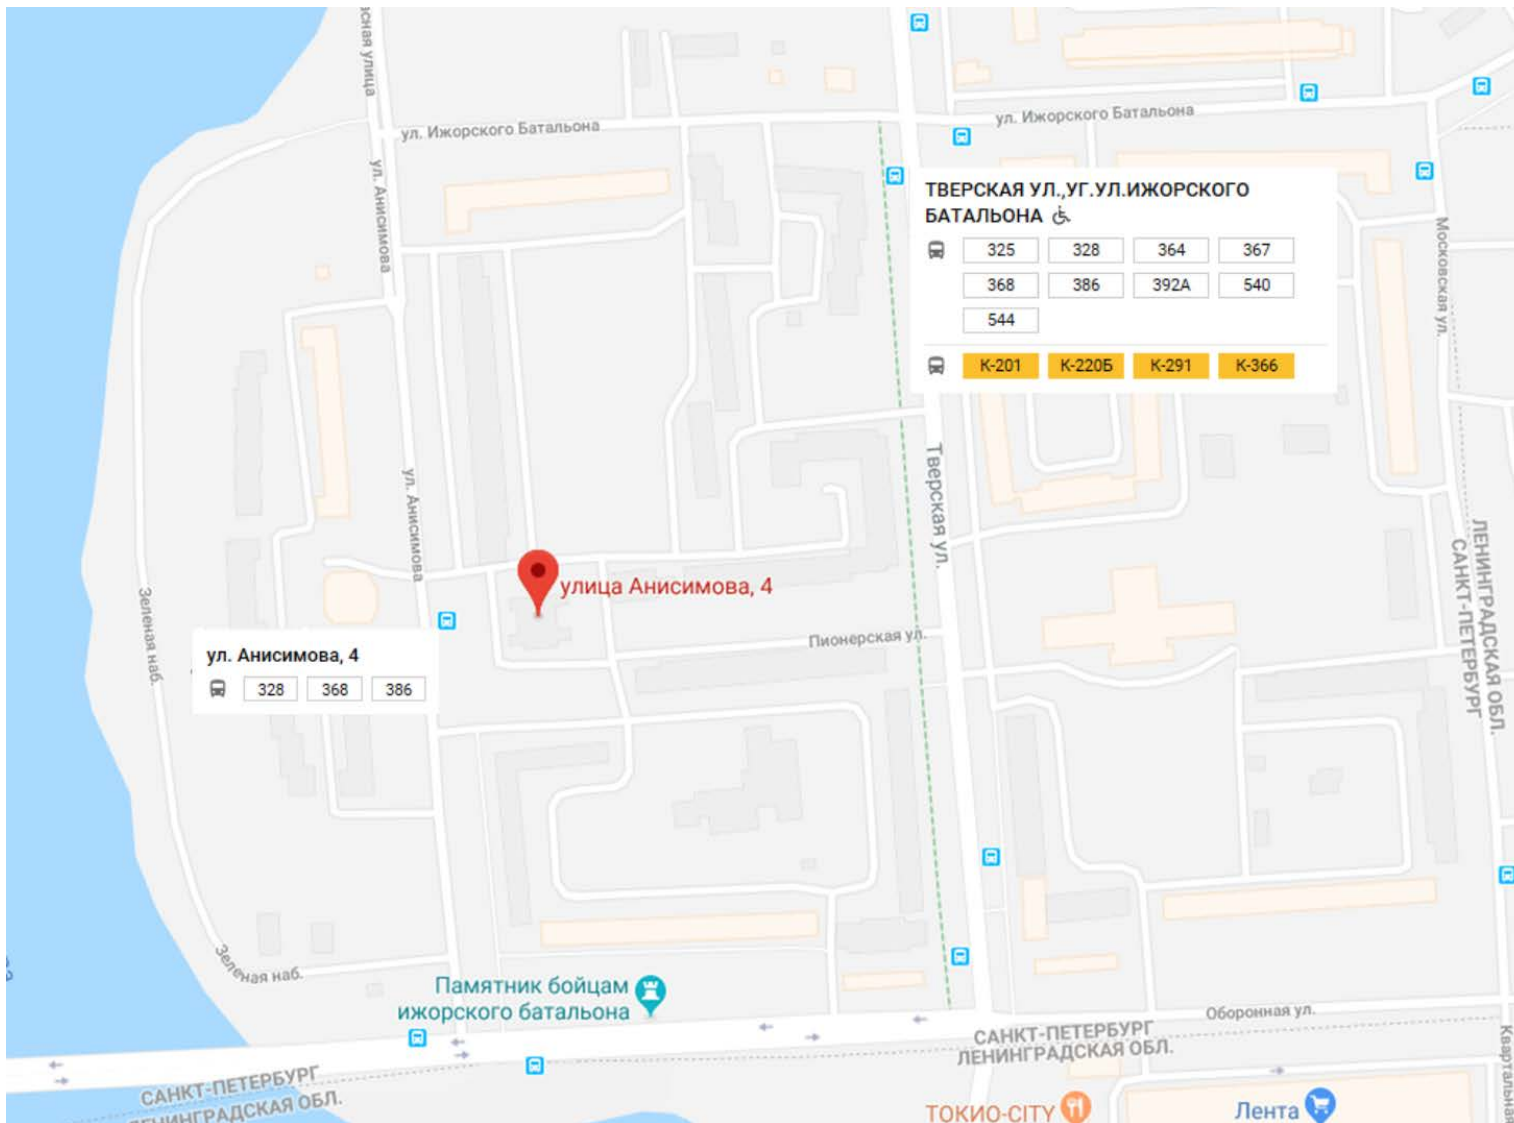 ул. Ижорского Батальона
ул. Ижорского Батальона
ул. Анисимова
ТВЕРСКАЯ УЛ.,УГ.УЛ.ИЖОРСКОГО
БАТАЛЬОНА
325 328 364 367
368 386 392А 540
544
К-201 К-220Б К-291 К-366
Московская ул.
ул. Анисимова
Тверская ул.
улица Анисимова, 4
Зеленая наб.
Пионерская ул.
ул. Анисимова, 4
328 368 386
ЛЕНИНГРАДСКАЯ ОБЛ.
САНКТ-ПЕТЕРБУРГ
Зеленая наб.
Памятник бойцам
ижорского батальона
Оборонная ул.
САНКТ-ПЕТЕРБУРГ
ЛЕНИНГРАДСКАЯ ОБЛ.
Квартальная
САНКТ-ПЕТЕРБУРГ
ОБЛ.
ТОКИО-CITY
Лента